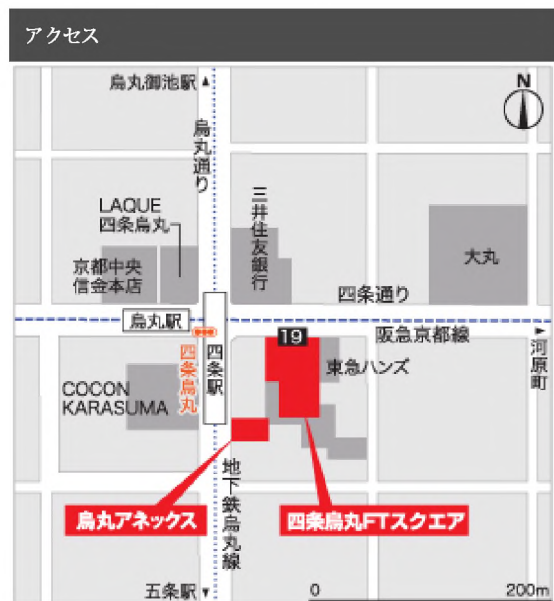 アクセス
烏丸御池駅
N
烏丸通り
LAQUE
四条烏丸
三井住友銀行
京都中央
信金本店
大丸
四条通り
烏丸駅
19
阪急京都線
四条烏丸
四条駅
東急ハンズ
河原町
COCON
KARASUMA
地下鉄烏丸線
烏丸アネックス
四条烏丸FTスクエア
五条駅
0
200m